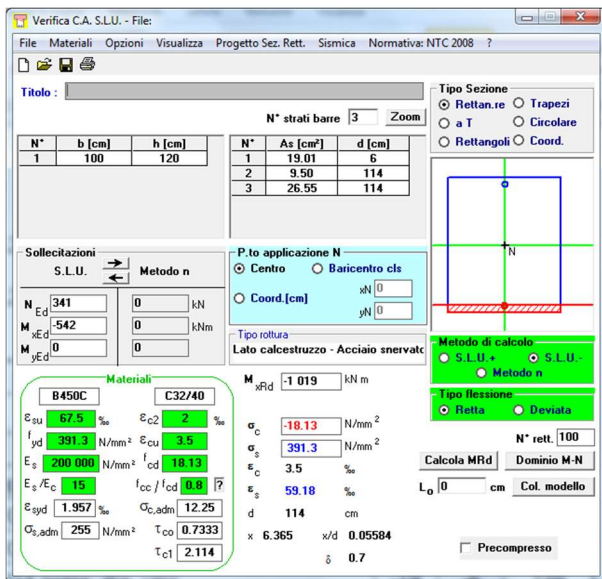 Verifica C.A. S.L.U. - File:
File Materiali Opzioni Visualizza Progetto Sez. Rett. Sismica Normativa: NTC 2008 ?
Titolo :
N° strati barre 3 Zoom
N° b [cm] h [cm]
1 100 120
N° As [cm²] d [cm]
1 19.01 6
2 9.50 114
3 26.55 114
Tipo Sezione
Rettan.re Trapezi
a T Circolare
Rettangoli Coord.
N
Sollecitazioni
S.L.U. Metodo n
N Ed 341 0 kN
M xEd -542 0 kNm
M yEd 0 0
P.to applicazione N
Centro Baricentro cls
Coord.[cm] xN 0
yN 0
Tipo rottura
Lato calcestruzzo - Acciaio snervato
Metodo di calcolo
S.L.U.+ S.L.U.-
Metodo n
Tipo flessione
Retta Deviata
N° rett. 100
Calcola MRd Dominio M-N
L o 0 cm Col. modello
Precompresso
Materiali
B450C C32/40
εsu 67.5 ‰ εc2 2 ‰
fyd 391.3 N/mm² εcu 3.5
Es 200 000 N/mm² fcd 18.13
Es/Ec 15 fcc / fcd 0.8 ?
εsyd 1.957 ‰ σc,adm 12.25
σs,adm 255 N/mm² τco 0.7333
τc1 2.114
M xRd -1 019 kN m
σc -18.13 N/mm²
σs 391.3 N/mm²
εc 3.5 ‰
εs 59.18 ‰
d 114 cm
x 6.365 x/d 0.05584
δ 0.7